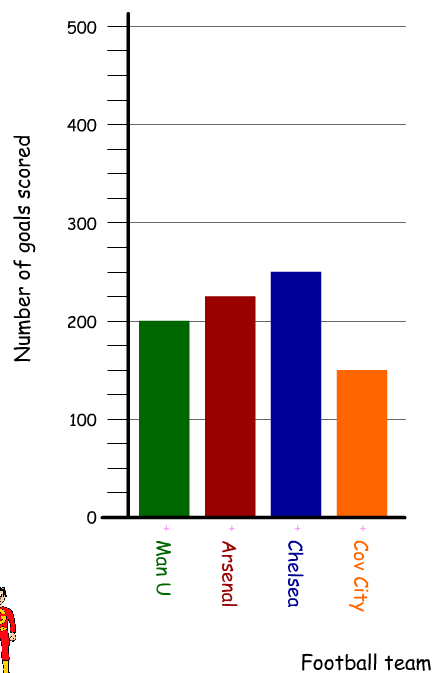 500
400
300
200
100
0
Number of goals scored
+ Man U
+ Arsenal
+ Chelsea
+ Cov City
Football team